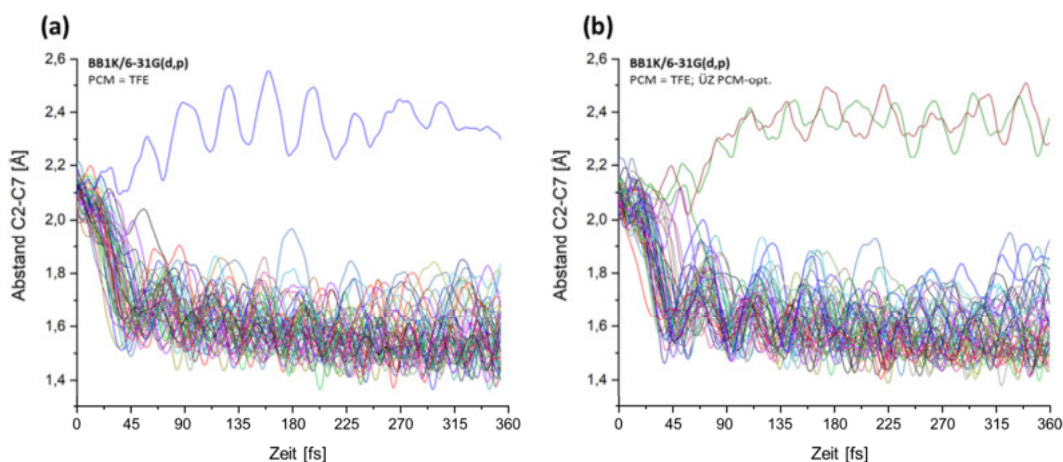 (a)
BB1K/6-31G(d,p)
PCM = TFE
Abstand C2-C7 [Å]
2,6
2,4
2,2
2,0
1,8
1,6
1,4
0 45 90 135 180 225 270 315 360
Zeit [fs]
(b)
BB1K/6-31G(d,p)
PCM = TFE; ÜZ PCM-opt.
Abstand C2-C7 [Å]
2,6
2,4
2,2
2,0
1,8
1,6
1,4
0 45 90 135 180 225 270 315 360
Zeit [fs]